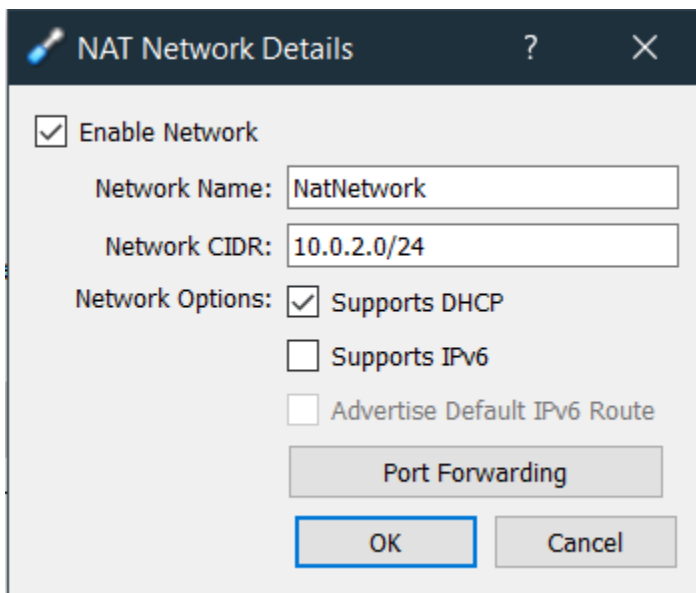 NAT Network Details ? ✕
Enable Network
Network Name: NatNetwork
Network CIDR: 10.0.2.0/24
Network Options: Supports DHCP
Supports IPv6
Advertise Default IPv6 Route
Port Forwarding
OK Cancel